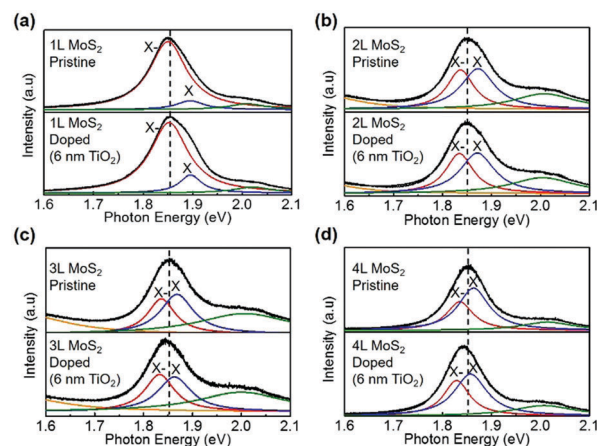 (a)
1L MoS₂
Pristine
X-
X
1L MoS₂
Doped
(6 nm TiO₂)
X-
X
Intensity (a.u)
1.6 1.7 1.8 1.9 2.0 2.1
Photon Energy (eV)
(b)
2L MoS₂
Pristine
X- X
2L MoS₂
Doped
(6 nm TiO₂)
X- X
Intensity (a.u)
1.6 1.7 1.8 1.9 2.0 2.1
Photon Energy (eV)
(c)
3L MoS₂
Pristine
X- X
3L MoS₂
Doped
(6 nm TiO₂)
X- X
Intensity (a.u)
1.6 1.7 1.8 1.9 2.0 2.1
Photon Energy (eV)
(d)
4L MoS₂
Pristine
X- X
4L MoS₂
Doped
(6 nm TiO₂)
X- X
Intensity (a.u)
1.6 1.7 1.8 1.9 2.0 2.1
Photon Energy (eV)